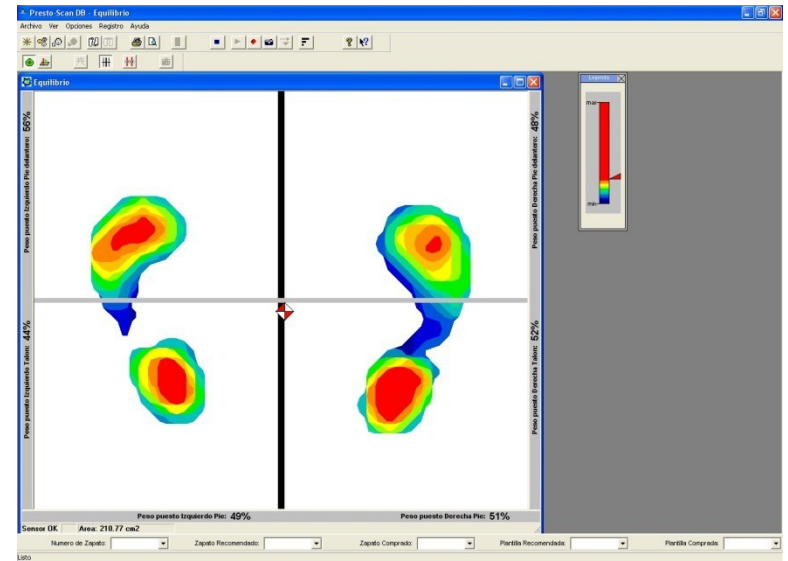 Presto-Scan DB - Equilibrio
Archivo Ver Opciones Registro Ayuda
Equilibrio
Legenda
max
min
Peso puesto Izquierdo Pie delantero: 56%
Peso puesto Derecha Pie delantero: 48%
Peso puesto Izquierdo Talon: 44%
Peso puesto Derecha Talon: 52%
Peso puesto Izquierdo Pie: 49%
Peso puesto Derecha Pie: 51%
Sensor OK Area: 210.77 cm2
Numero de Zapato: Zapato Recomendado: Zapato Comprado: Plantilla Recomendada: Plantilla Comprada:
Listo